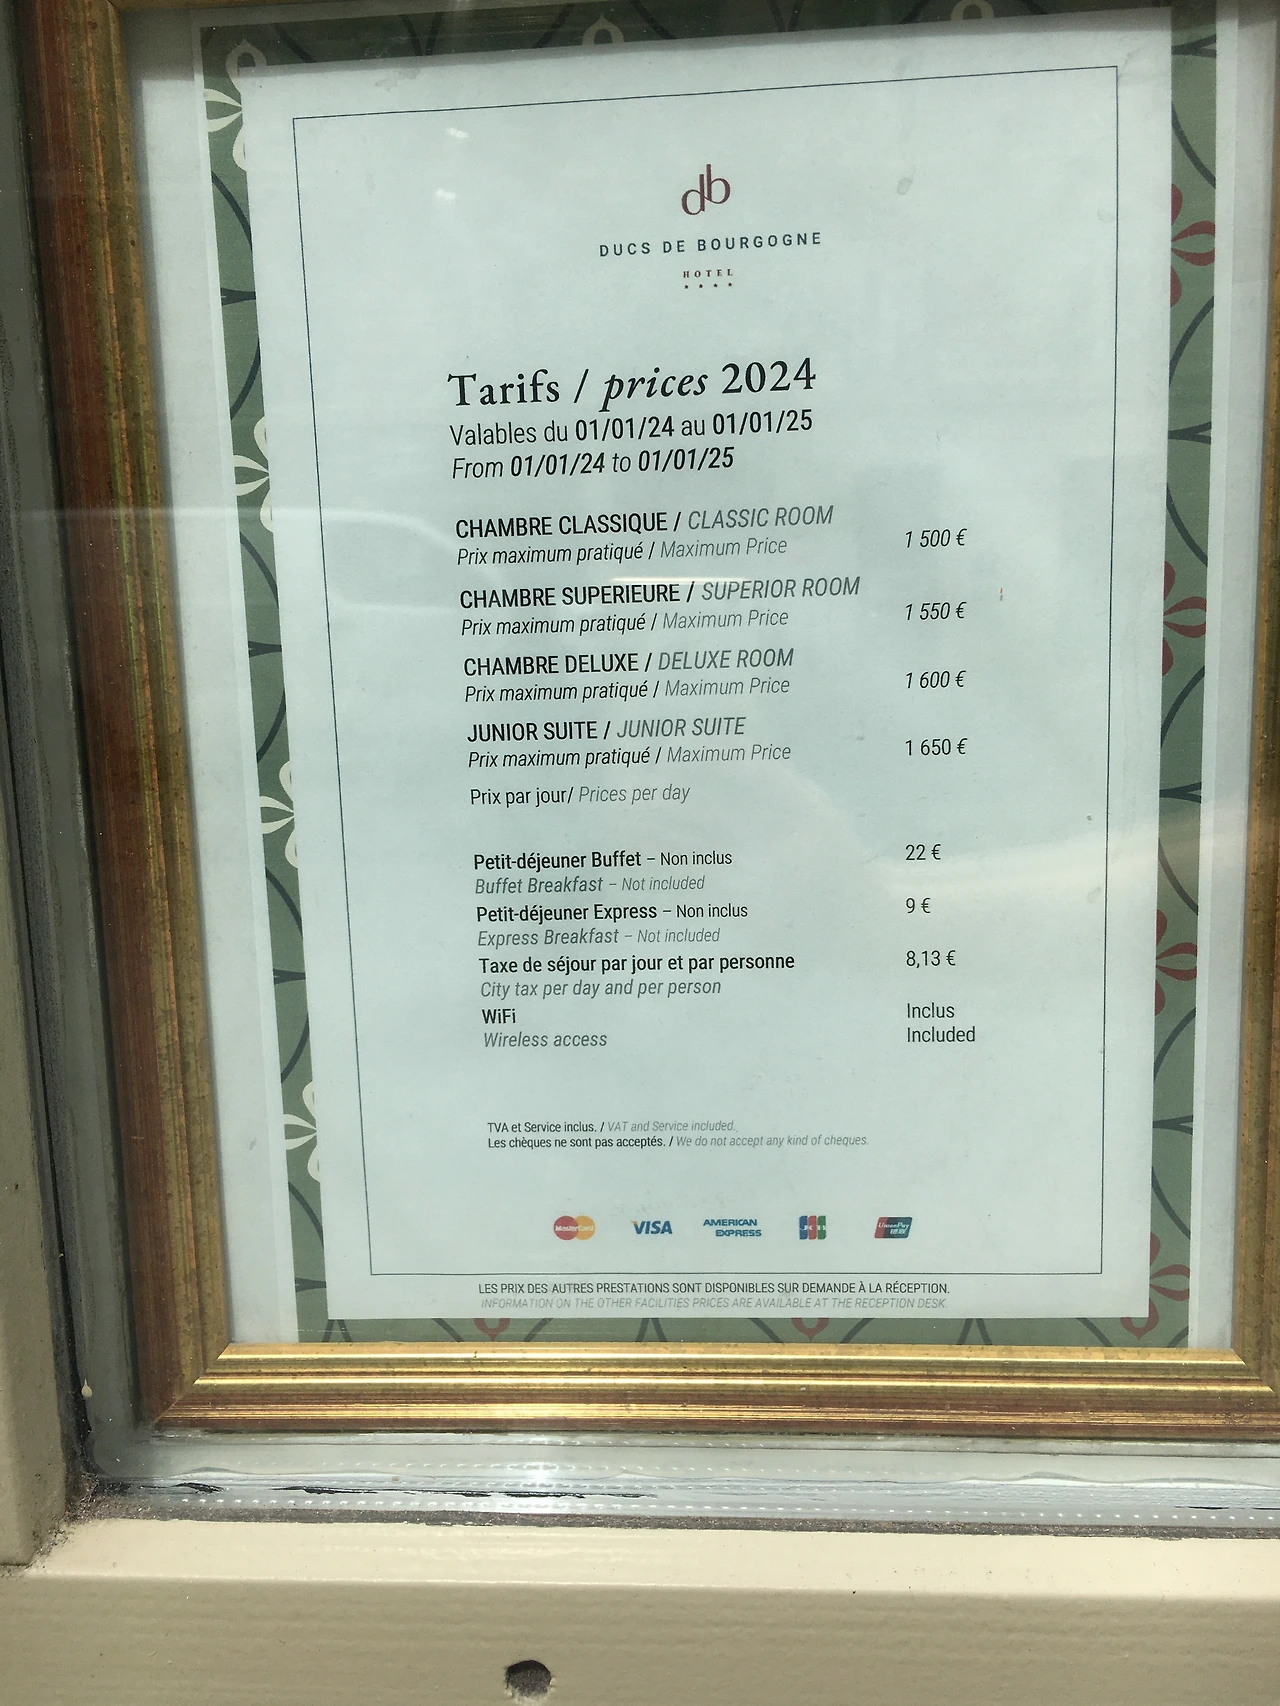 db
DUCS DE BOURGOGNE
HOTEL
Tarifs / prices 2024
Valables du 01/01/24 au 01/01/25
From 01/01/24 to 01/01/25
CHAMBRE CLASSIQUE / CLASSIC ROOM
Prix maximum pratiqué / Maximum Price 1 500 €
CHAMBRE SUPERIEURE / SUPERIOR ROOM
Prix maximum pratiqué / Maximum Price 1 550 €
CHAMBRE DELUXE / DELUXE ROOM
Prix maximum pratiqué / Maximum Price 1 600 €
JUNIOR SUITE / JUNIOR SUITE
Prix maximum pratiqué / Maximum Price 1 650 €
Prix par jour/ Prices per day
Petit-déjeuner Buffet – Non inclus 22 €
Buffet Breakfast – Not included
Petit-déjeuner Express – Non inclus 9 €
Express Breakfast – Not included
Taxe de séjour par jour et par personne 8,13 €
City tax per day and per person
WiFi Inclus
Wireless access Included
TVA et Service inclus. / VAT and Service included.
Les chèques ne sont pas acceptés. / We do not accept any kind of cheques.
MasterCard VISA AMERICAN EXPRESS JCB UnionPay 银联
LES PRIX DES AUTRES PRESTATIONS SONT DISPONIBLES SUR DEMANDE À LA RÉCEPTION.
INFORMATION ON THE OTHER FACILITIES PRICES ARE AVAILABLE AT THE RECEPTION DESK.